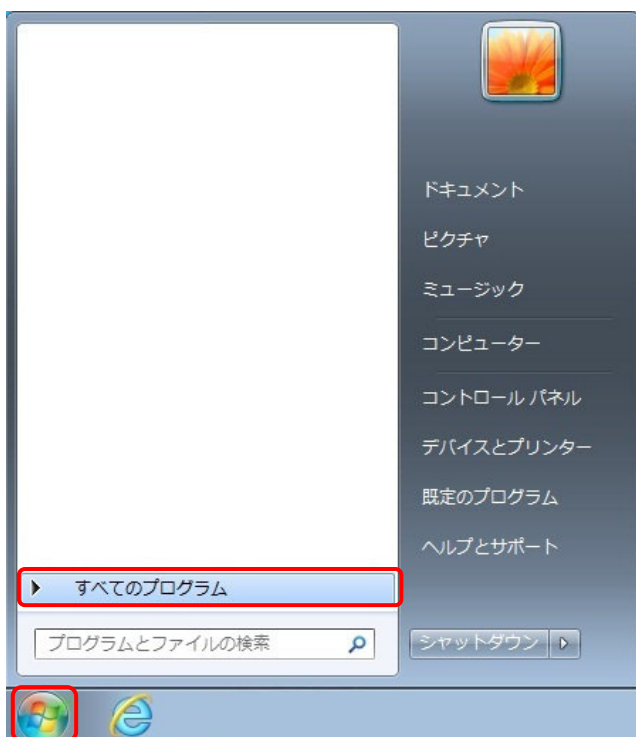 ドキュメント
ピクチャ
ミュージック
コンピューター
コントロール パネル
デバイスとプリンター
既定のプログラム
ヘルプとサポート
すべてのプログラム
プログラムとファイルの検索
シャットダウン